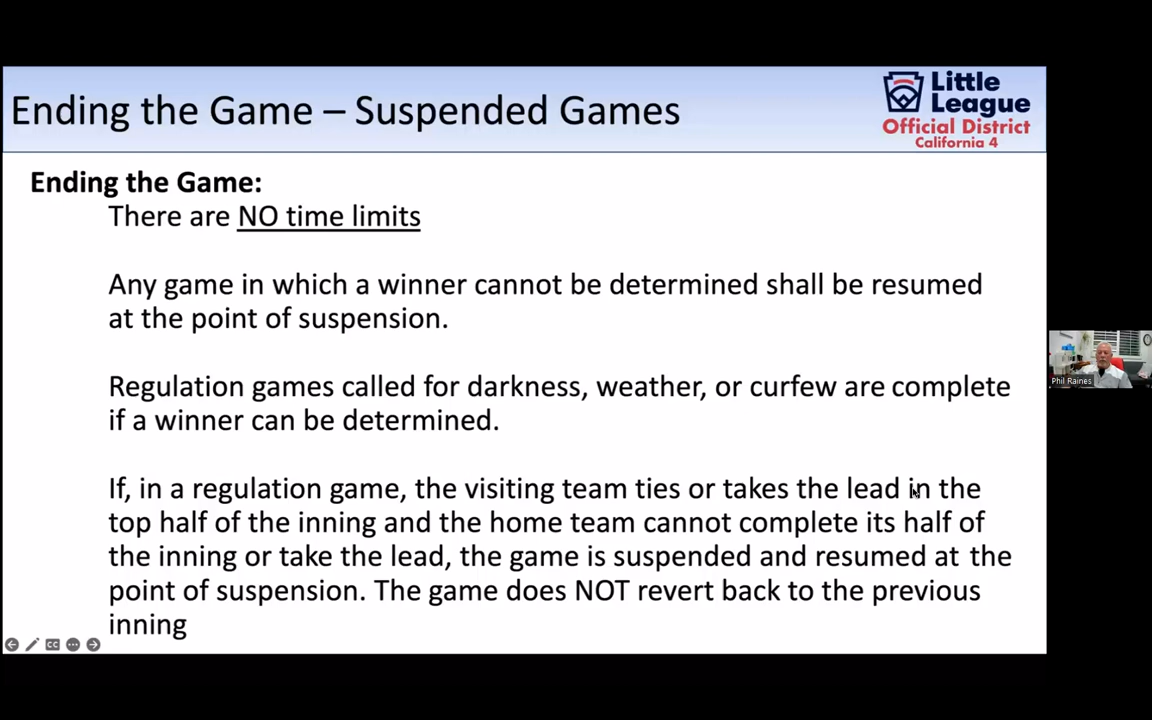 Ending the Game – Suspended Games
Little
League
Official District
California 4
Ending the Game:
There are NO time limits
Any game in which a winner cannot be determined shall be resumed
at the point of suspension.
Regulation games called for darkness, weather, or curfew are complete
if a winner can be determined.
If, in a regulation game, the visiting team ties or takes the lead in the
top half of the inning and the home team cannot complete its half of
the inning or take the lead, the game is suspended and resumed at the
point of suspension. The game does NOT revert back to the previous
inning
Phil Raines
CC